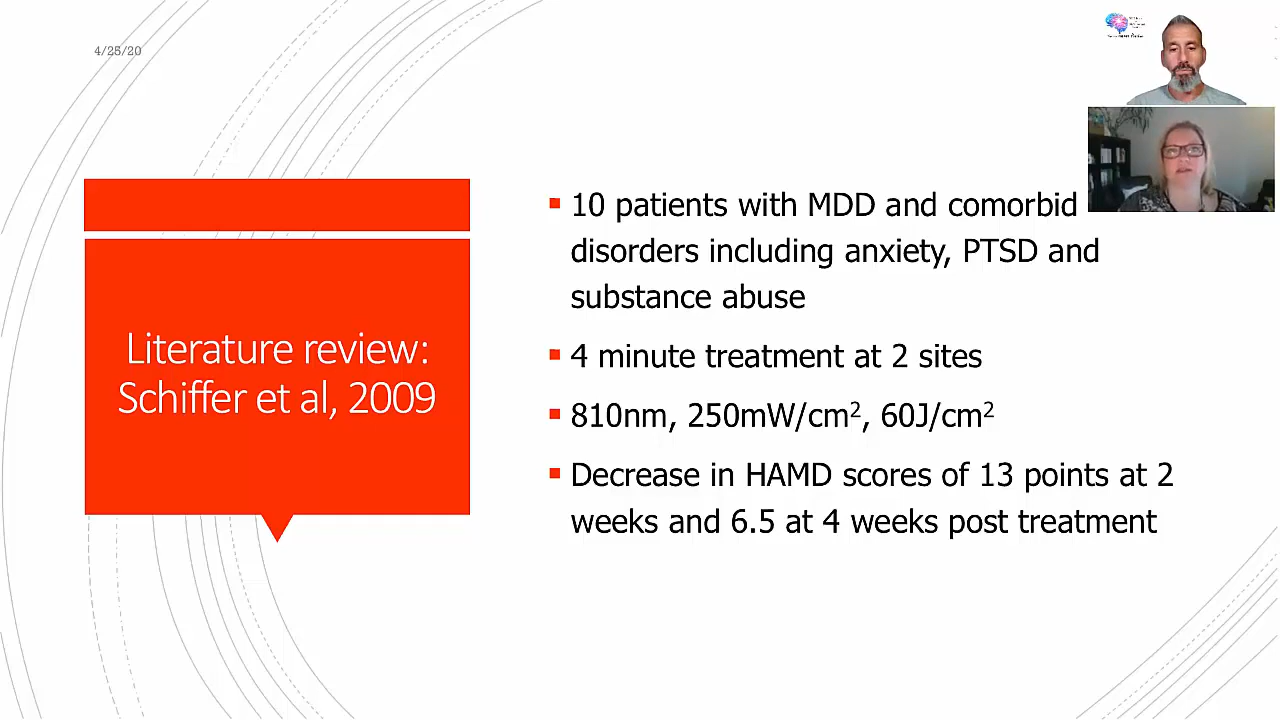 4/25/20
Literature review:
Schiffer et al, 2009
10 patients with MDD and comorbid
disorders including anxiety, PTSD and
substance abuse
4 minute treatment at 2 sites
810nm, 250mW/cm², 60J/cm²
Decrease in HAMD scores of 13 points at 2
weeks and 6.5 at 4 weeks post treatment